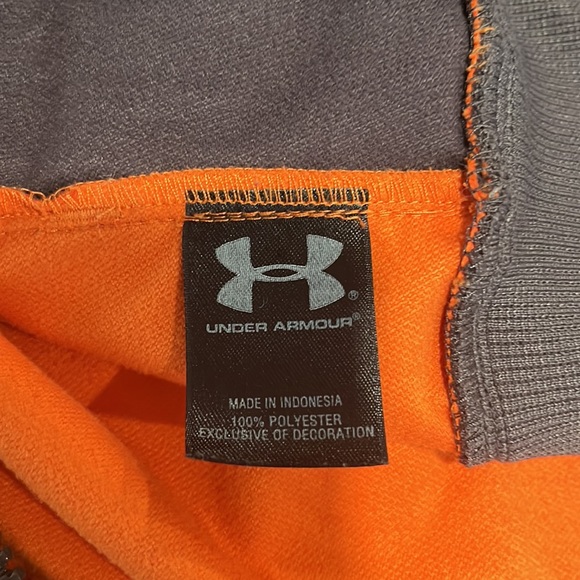 ®
UNDER ARMOUR®
MADE IN INDONESIA
100% POLYESTER
EXCLUSIVE OF DECORATION